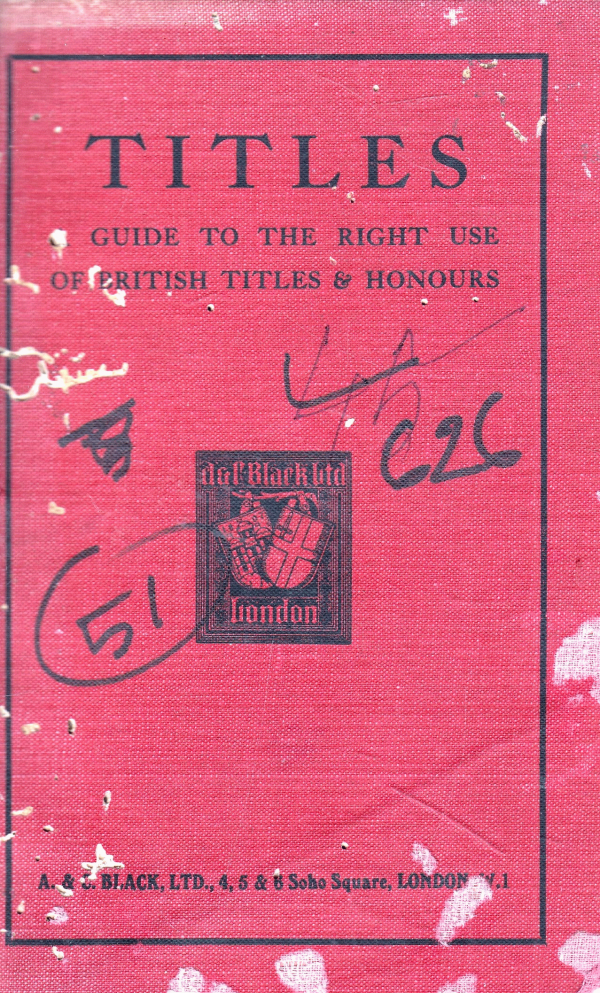 TITLES
GUIDE TO THE RIGHT USE
OF BRITISH TITLES & HONOURS
626
A & C Black Ltd
London
51
A. & C. BLACK, LTD., 4, 5 & 6 Soho Square, LONDON, W.1